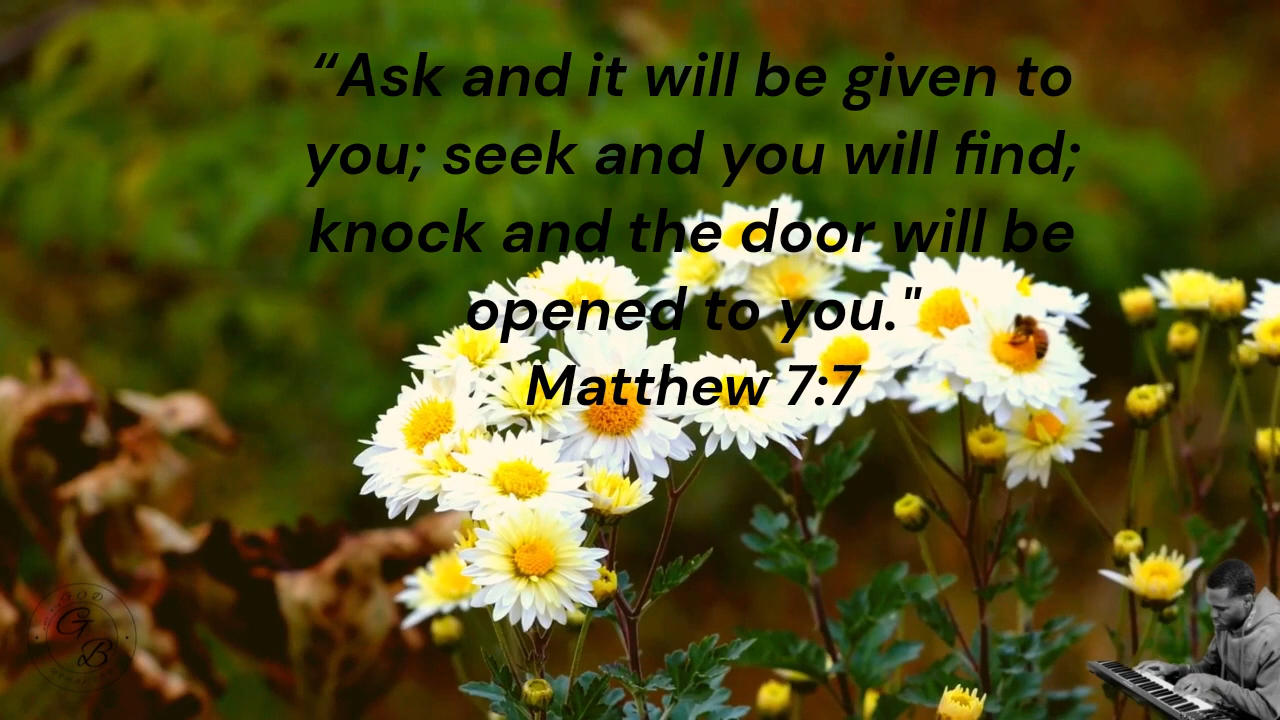 “Ask and it will be given to
you; seek and you will find;
knock and the door will be
opened to you."
Matthew 7:7
GB